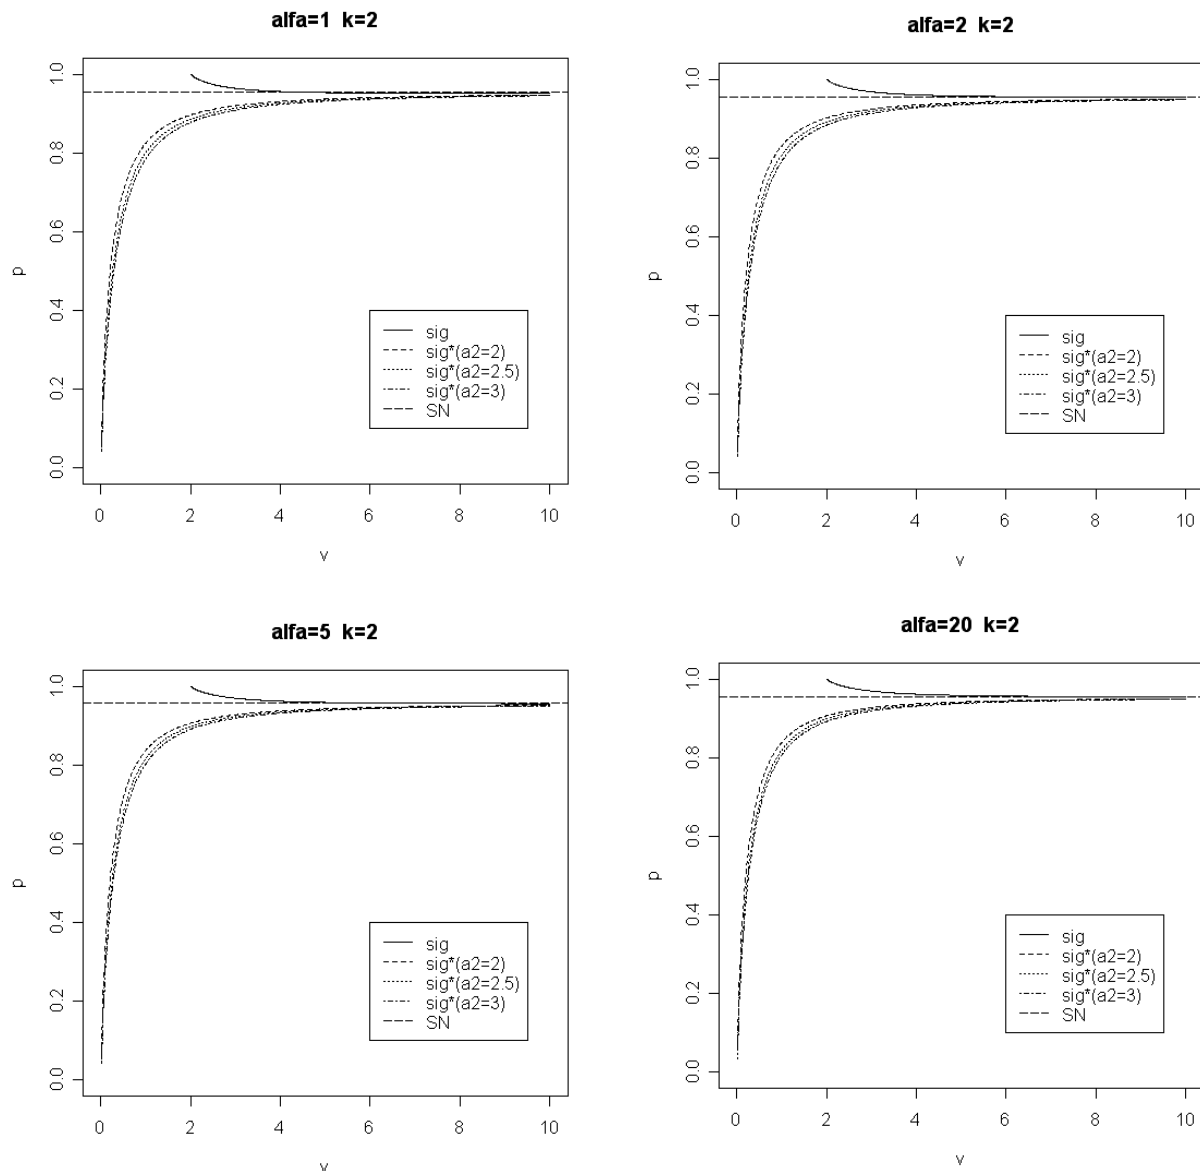 alfa=1 k=2
p
0.0 0.2 0.4 0.6 0.8 1.0
sig
sig*(a2=2)
sig*(a2=2.5)
sig*(a2=3)
SN
0 2 4 6 8 10
v
alfa=2 k=2
p
0.0 0.2 0.4 0.6 0.8 1.0
sig
sig*(a2=2)
sig*(a2=2.5)
sig*(a2=3)
SN
0 2 4 6 8 10
v
alfa=5 k=2
p
0.0 0.2 0.4 0.6 0.8 1.0
sig
sig*(a2=2)
sig*(a2=2.5)
sig*(a2=3)
SN
0 2 4 6 8 10
v
alfa=20 k=2
p
0.0 0.2 0.4 0.6 0.8 1.0
sig
sig*(a2=2)
sig*(a2=2.5)
sig*(a2=3)
SN
0 2 4 6 8 10
v